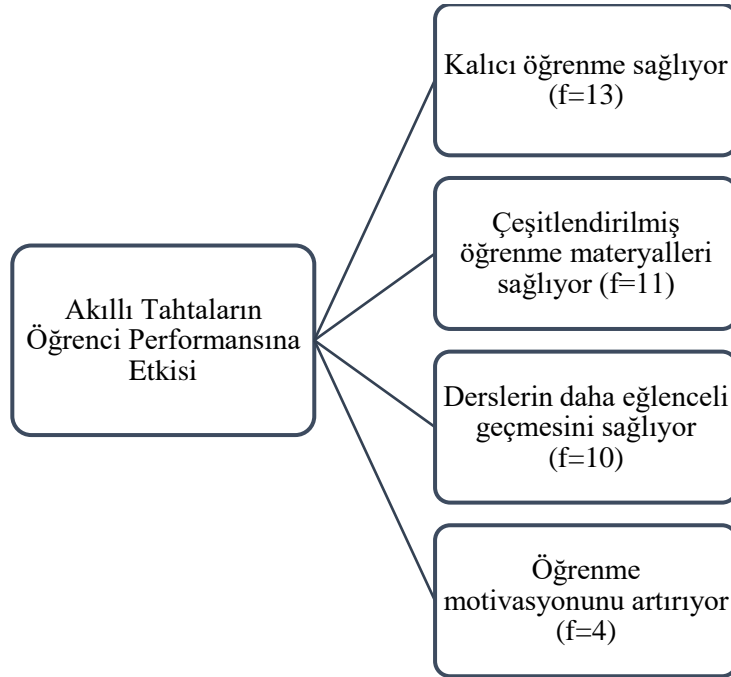 Akıllı Tahtaların
Öğrenci Performansına
Etkisi
Kalıcı öğrenme sağlıyor
(f=13)
Çeşitlendirilmiş
öğrenme materyalleri
sağlıyor (f=11)
Derslerin daha eğlenceli
geçmesini sağlıyor
(f=10)
Öğrenme
motivasyonunu artırıyor
(f=4)